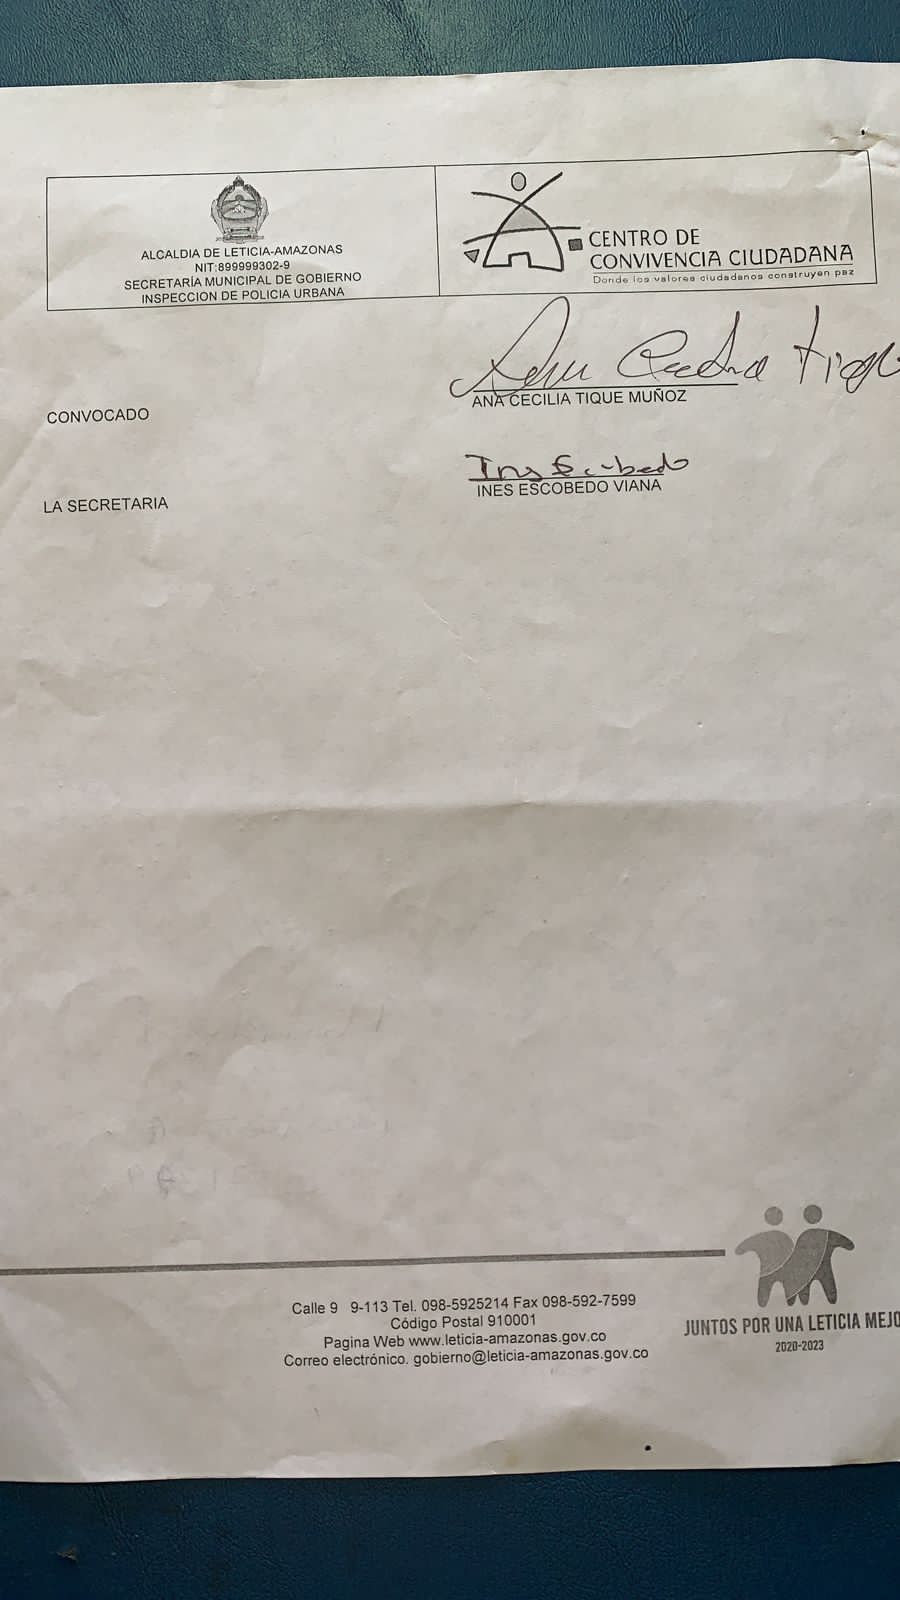 ALCALDIA DE LETICIA-AMAZONAS
NIT:899999302-9
SECRETARÍA MUNICIPAL DE GOBIERNO
INSPECCION DE POLICIA URBANA
CENTRO DE
CONVIVENCIA CIUDADANA
Donde los valores ciudadanos construyen paz
CONVOCADO
Ana Cecilia Tique
ANA CECILIA TIQUE MUÑOZ
LA SECRETARIA
Ines Escobedo
INES ESCOBEDO VIANA
Calle 9 9-113 Tel. 098-5925214 Fax 098-592-7599
Código Postal 910001
Pagina Web www.leticia-amazonas.gov.co
Correo electrónico. gobierno@leticia-amazonas.gov.co
JUNTOS POR UNA LETICIA MEJO
2020-2023